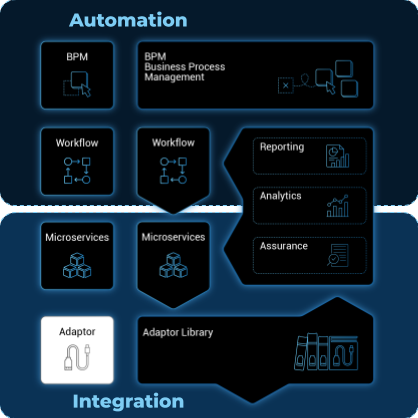 Automation
BPM
BPM
Business Process
Management
Workflow
Workflow
Reporting
Analytics
Assurance
Microservices
Microservices
Adaptor
Adaptor Library
Integration